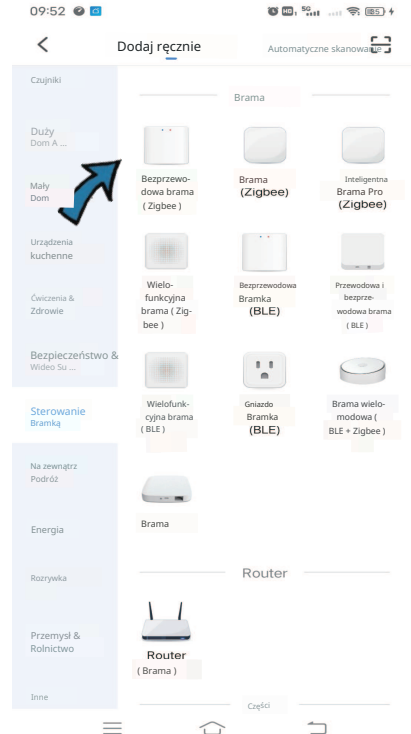 09:52
HD 5G 85
Dodaj ręcznie
Automatyczne skanowanie
Czujniki
Duży
Dom A ...
Mały
Dom
Urządzenia
kuchenne
Ćwiczenia &
Zdrowie
Bezpieczeństwo &
Wideo Su ...
Sterowanie
Bramką
Na zewnątrz
Podróż
Energia
Rozrywka
Przemysł &
Rolnictwo
Inne
Brama
Bezprzewo-
dowa brama
( Zigbee )
Brama
(Zigbee)
Inteligentna
Brama Pro
(Zigbee)
Wielo-
funkcyjna
brama ( Zig-
bee )
Bezprzewodowa
Bramka
(BLE)
Przewodowa i
bezprze-
wodowa brama
( BLE )
Wielofunk-
cyjna brama
( BLE )
Gniazdo
Bramka
(BLE)
Brama wielo-
modowa (
BLE + Zigbee )
Brama
Router
Router
( Brama )
Części